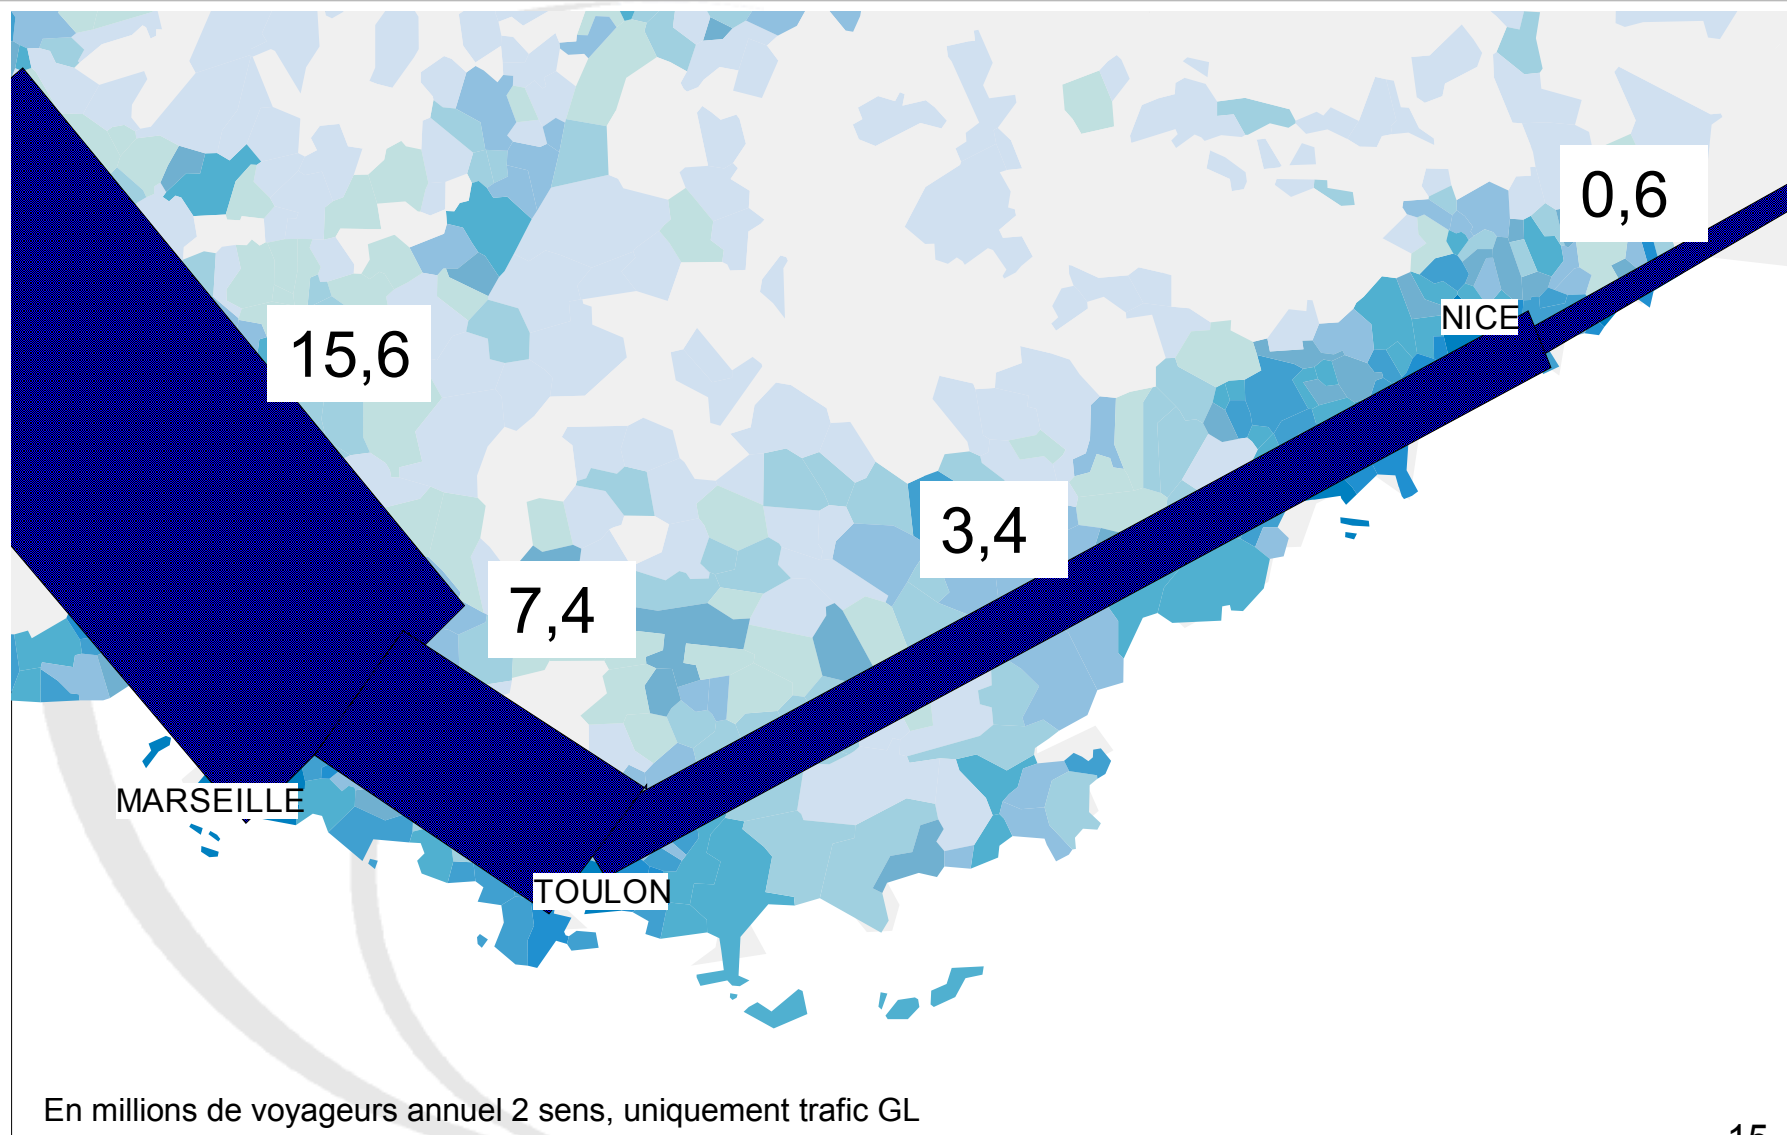 0,6
NICE
15,6
3,4
7,4
MARSEILLE
TOULON
En millions de voyageurs annuel 2 sens, uniquement trafic GL
15